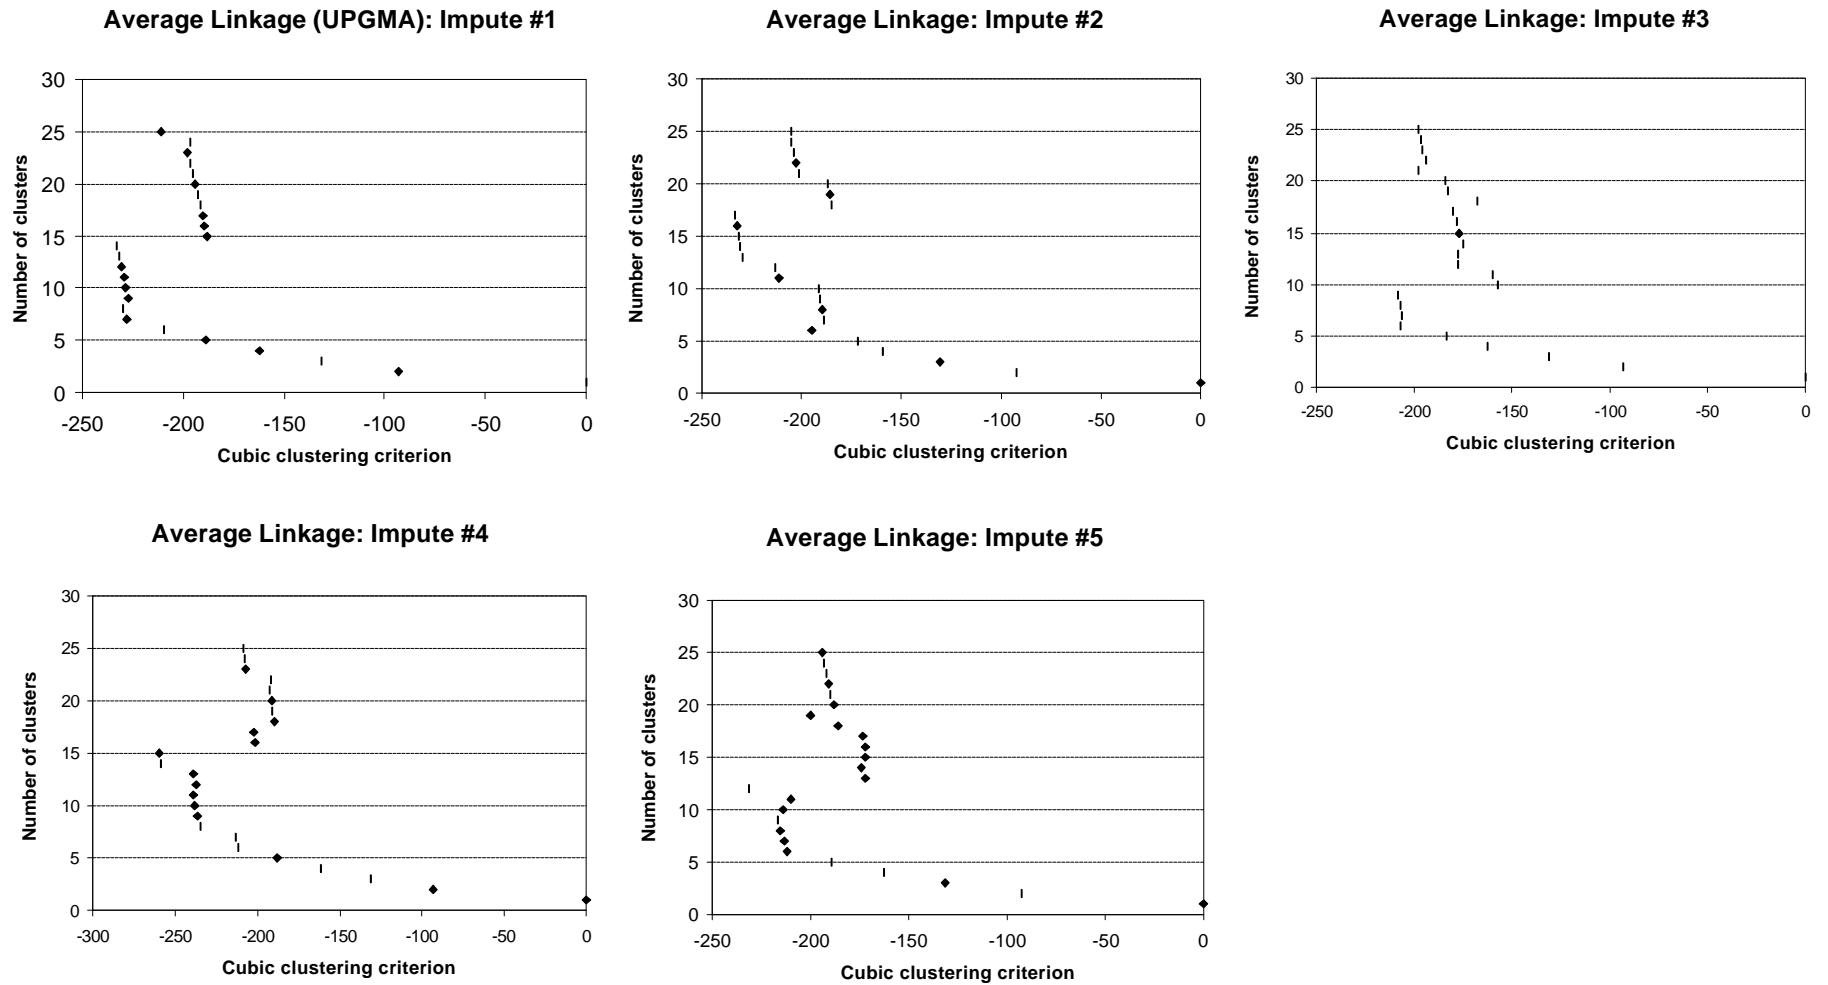 Average Linkage (UPGMA): Impute #1
30
25
20
15
10
5
0
-250 -200 -150 -100 -50 0
Number of clusters
Cubic clustering criterion
Average Linkage: Impute #2
30
25
20
15
10
5
0
-250 -200 -150 -100 -50 0
Number of clusters
Cubic clustering criterion
Average Linkage: Impute #3
30
25
20
15
10
5
0
-250 -200 -150 -100 -50 0
Number of clusters
Cubic clustering criterion
Average Linkage: Impute #4
30
25
20
15
10
5
0
-300 -250 -200 -150 -100 -50 0
Number of clusters
Cubic clustering criterion
Average Linkage: Impute #5
30
25
20
15
10
5
0
-250 -200 -150 -100 -50 0
Number of clusters
Cubic clustering criterion